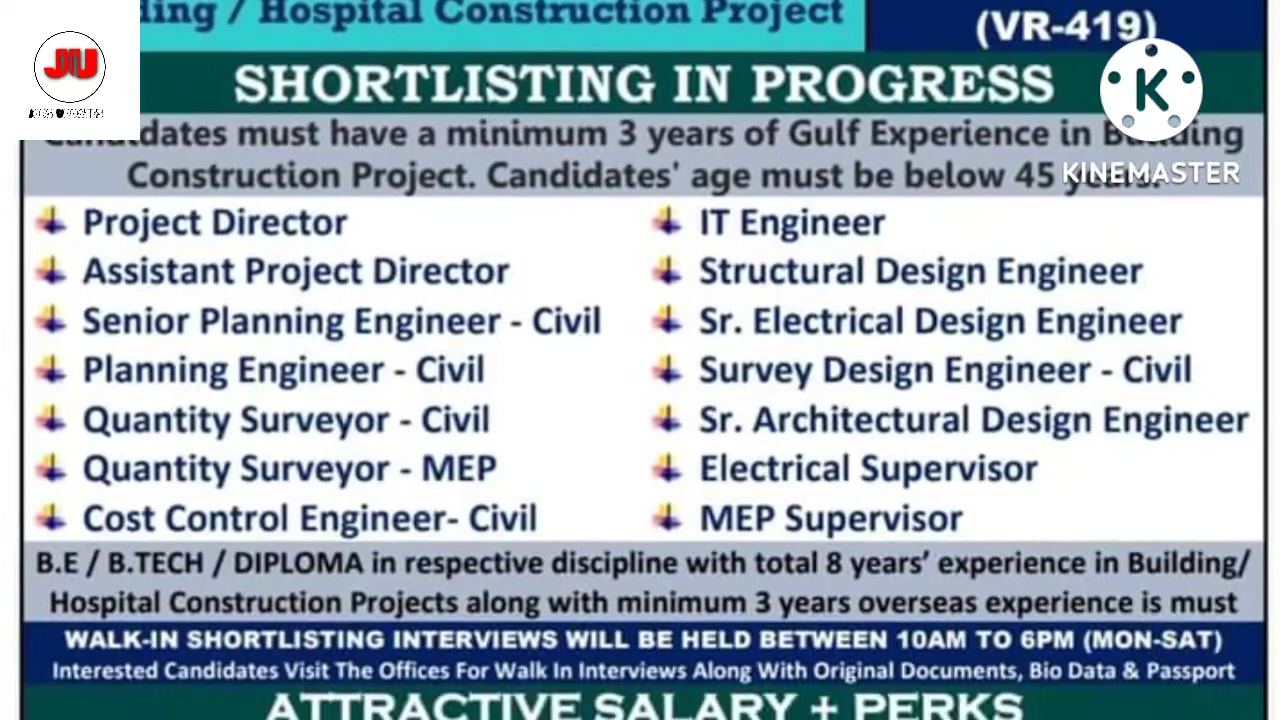 ding / Hospital Construction Project
(VR-419)
JU
SHORTLISTING IN PROGRESS
K
KINEMASTER
Candidates must have a minimum 3 years of Gulf Experience in Building
Construction Project. Candidates' age must be below 45 years.
Project Director
Assistant Project Director
Senior Planning Engineer - Civil
Planning Engineer - Civil
Quantity Surveyor - Civil
Quantity Surveyor - MEP
Cost Control Engineer- Civil
IT Engineer
Structural Design Engineer
Sr. Electrical Design Engineer
Survey Design Engineer - Civil
Sr. Architectural Design Engineer
Electrical Supervisor
MEP Supervisor
B.E / B.TECH / DIPLOMA in respective discipline with total 8 years’ experience in Building/
Hospital Construction Projects along with minimum 3 years overseas experience is must
WALK-IN SHORTLISTING INTERVIEWS WILL BE HELD BETWEEN 10AM TO 6PM (MON-SAT)
Interested Candidates Visit The Offices For Walk In Interviews Along With Original Documents, Bio Data & Passport
ATTRACTIVE SALARY + PERKS